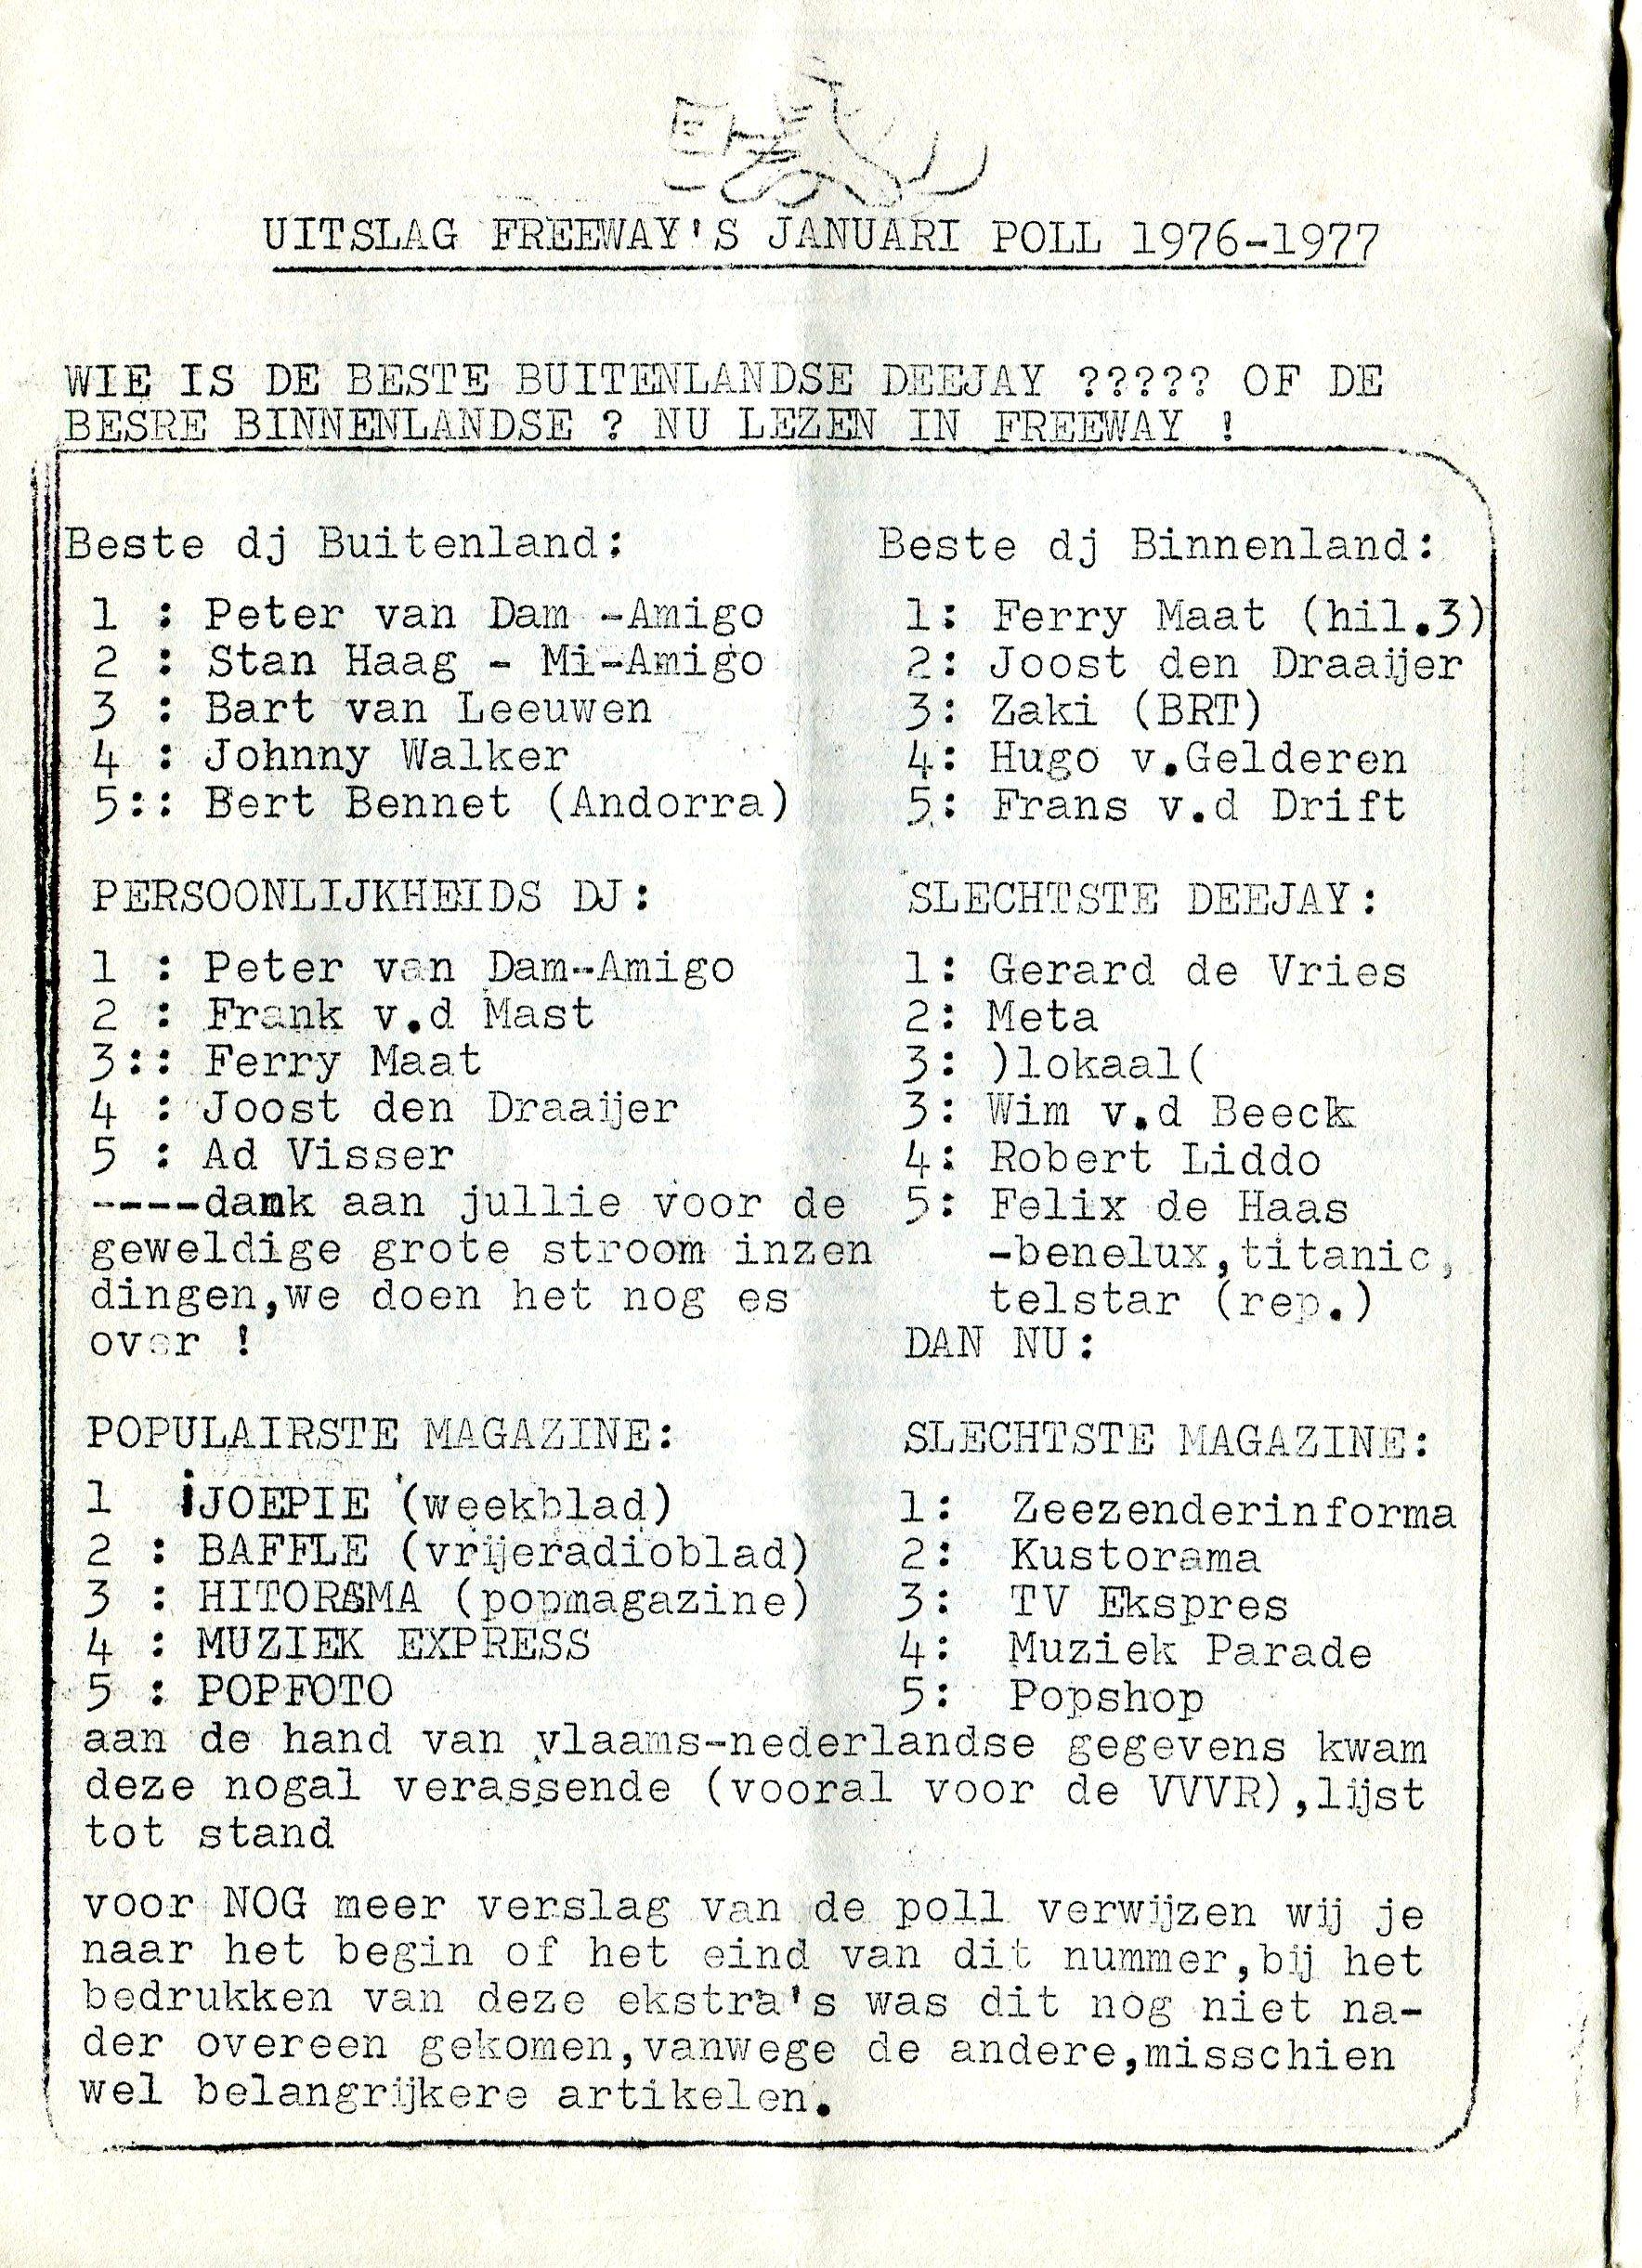 UITSLAG FREEWAY'S JANUARI POLL 1976-1977
WIE IS DE BESTE BUITENLANDSE DEEJAY ????? OF DE
BESRE BINNENLANDSE ? NU LEZEN IN FREEWAY !
Beste dj Buitenland:
1 : Peter van Dam -Amigo
2 : Stan Haag - Mi-Amigo
3 : Bart van Leeuwen
4 : Johnny Walker
5:: Bert Bennet (Andorra)
Beste dj Binnenland:
1: Ferry Maat (hil.3)
2: Joost den Draaijer
3: Zaki (BRT)
4: Hugo v.Gelderen
5: Frans v.d Drift
PERSOONLIJKHEIDS DJ:
1 : Peter van Dam--Amigo
2 : Frank v.d Mast
3:: Ferry Maat
4 : Joost den Draaijer
5 : Ad Visser
----dank aan jullie voor de
geweldige grote stroom inzen
dingen,we doen het nog es
over !
SLECHTSTE DEEJAY:
1: Gerard de Vries
2: Meta
3: )lokaal(
3: Wim v.d Beeck
4: Robert Liddo
5: Felix de Haas
-benelux,titanic,
telstar (rep.)
DAN NU:
POPULAIRSTE MAGAZINE:
1 JOEPIE (weekblad)
2 : BAFFLE (vrijeradioblad)
3 : HITORAMA (popmagazine)
4 : MUZIEK EXPRESS
5 : POPFOTO
SLECHTSTE MAGAZINE:
1: Zeezenderinforma
2: Kustorama
3: TV Ekspres
4: Muziek Parade
5: Popshop
aan de hand van vlaams-nederlandse gegevens kwam
deze nogal verassende (vooral voor de VVVR),lijst
tot stand
voor NOG meer verslag van de poll verwijzen wij je
naar het begin of het eind van dit nummer,bij het
bedrukken van deze ekstra's was dit nog niet na-
der overeen gekomen,vanwege de andere,misschien
wel belangrijkere artikelen.